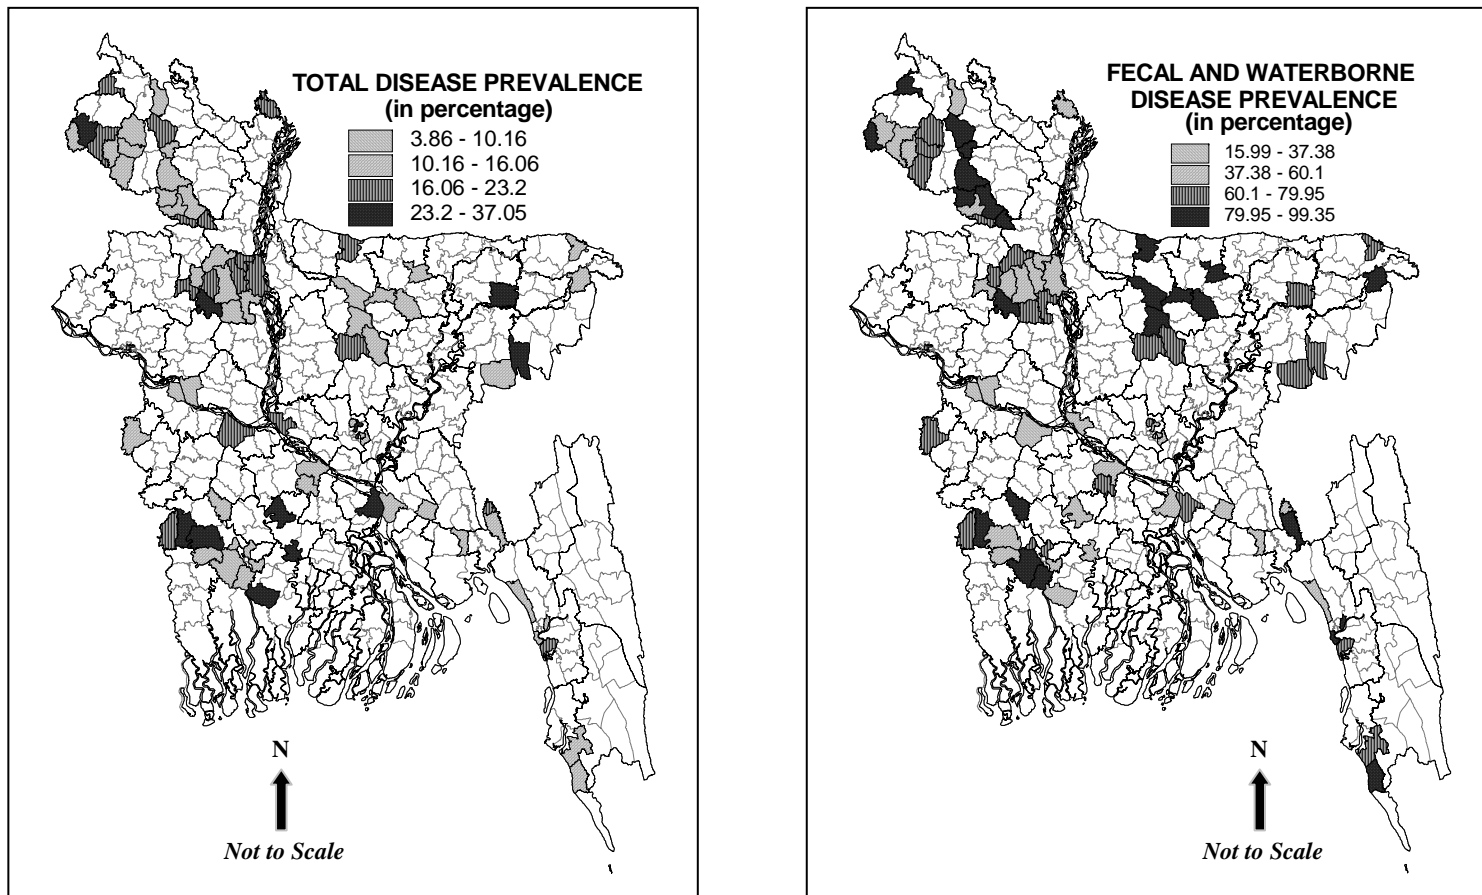 TOTAL DISEASE PREVALENCE
(in percentage)
3.86 - 10.16
10.16 - 16.06
16.06 - 23.2
23.2 - 37.05
N
Not to Scale
FECAL AND WATERBORNE
DISEASE PREVALENCE
(in percentage)
15.99 - 37.38
37.38 - 60.1
60.1 - 79.95
79.95 - 99.35
N
Not to Scale